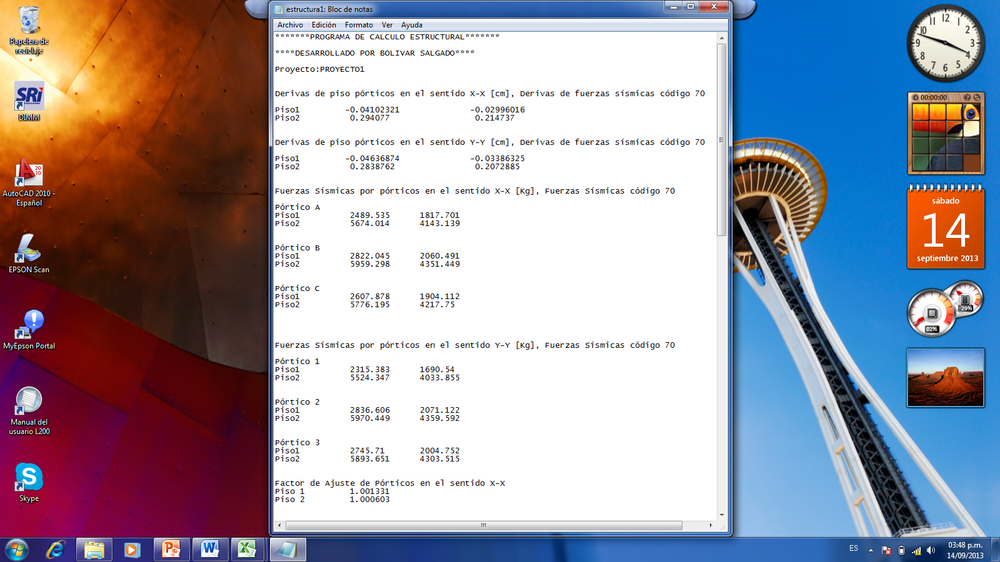 Papelera de
reciclaje
SRi
DIMM
2010
AutoCAD 2010 -
Español
EPSON Scan
MyEpson Portal
Manual del
usuario L200
Skype
estructura1: Bloc de notas
Archivo Edición Formato Ver Ayuda
*******PROGRAMA DE CALCULO ESTRUCTURAL*******
****DESARROLLADO POR BOLIVAR SALGADO****
Proyecto:PROYECTO1
Derivas de piso pórticos en el sentido X-X [cm], Derivas de fuerzas sísmicas código 70
Piso1 -0.04102321 -0.02996016
Piso2 0.294077 0.214737
Derivas de piso pórticos en el sentido Y-Y [cm], Derivas de fuerzas sísmicas código 70
Piso1 -0.04636874 -0.03386325
Piso2 0.2838762 0.2072885
Fuerzas Sísmicas por pórticos en el sentido X-X [Kg], Fuerzas Sísmicas código 70
Pórtico A
Piso1 2489.535 1817.701
Piso2 5674.014 4143.139
Pórtico B
Piso1 2822.045 2060.491
Piso2 5959.298 4351.449
Pórtico C
Piso1 2607.878 1904.112
Piso2 5776.195 4217.75
Fuerzas Sísmicas por pórticos en el sentido Y-Y [Kg], Fuerzas Sísmicas código 70
Pórtico 1
Piso1 2315.383 1690.54
Piso2 5524.347 4033.855
Pórtico 2
Piso1 2836.606 2071.122
Piso2 5970.449 4359.592
Pórtico 3
Piso1 2745.71 2004.752
Piso2 5893.651 4303.515
Factor de Ajuste de Pórticos en el sentido X-X
Piso 1 1.001331
Piso 2 1.000603
12 1 2 3 4 5 6 7 8 9 10 11
00:00:00
sábado
14
septiembre 2013
29%
02%
ES
03:48 p.m.
14/09/2013